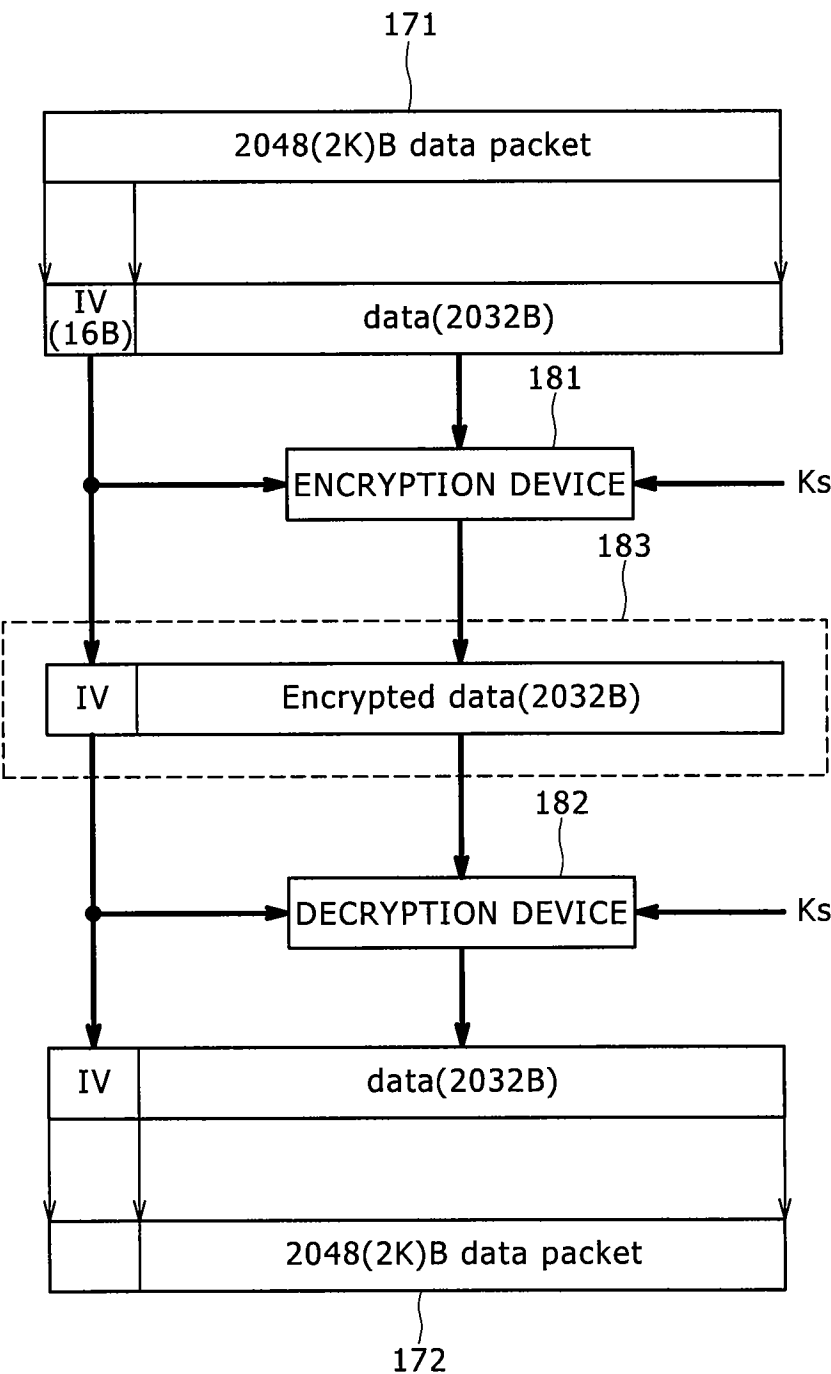 171
2048(2K)B data packet
IV
(16B)
data(2032B)
181
ENCRYPTION DEVICE
Ks
183
IV
Encrypted data(2032B)
182
DECRYPTION DEVICE
Ks
IV
data(2032B)
2048(2K)B data packet
172